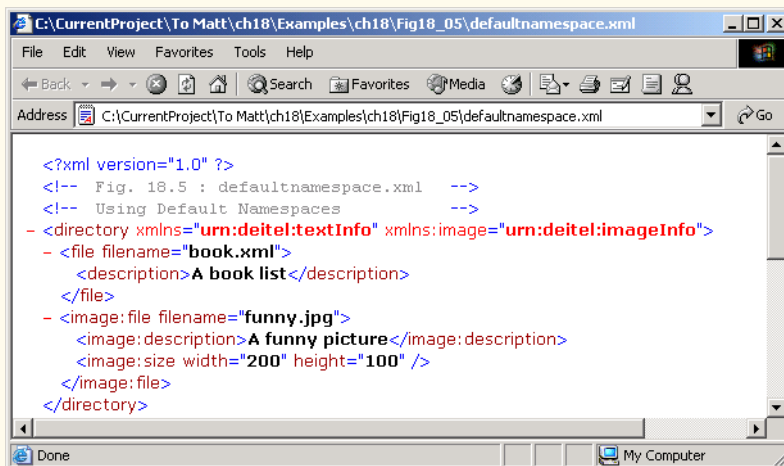 C:\CurrentProject\To Matt\ch18\Examples\ch18\Fig18_05\defaultnamespace.xml
File Edit View Favorites Tools Help
Back Search Favorites Media
Address C:\CurrentProject\To Matt\ch18\Examples\ch18\Fig18_05\defaultnamespace.xml Go
<?xml version="1.0" ?>
<!-- Fig. 18.5 : defaultnamespace.xml -->
<!-- Using Default Namespaces -->
- <directory xmlns="urn:deitel:textInfo" xmlns:image="urn:deitel:imageInfo">
- <file filename="book.xml">
<description>A book list</description>
</file>
- <image:file filename="funny.jpg">
<image:description>A funny picture</image:description>
<image:size width="200" height="100" />
</image:file>
</directory>
Done My Computer